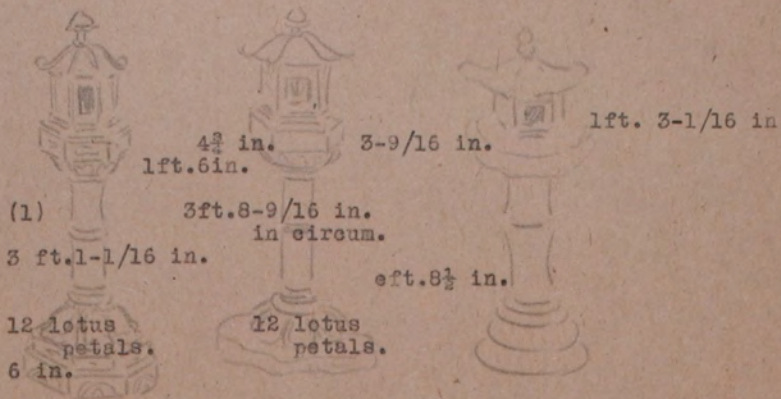 1ft. 3-1/16 in
4¾ in. 3-9/16 in.
1ft.6in.
(1) 3ft.8-9/16 in.
in circum.
3 ft.1-1/16 in.
eft.8½ in.
12 lotus 12 lotus
petals. petals.
6 in.